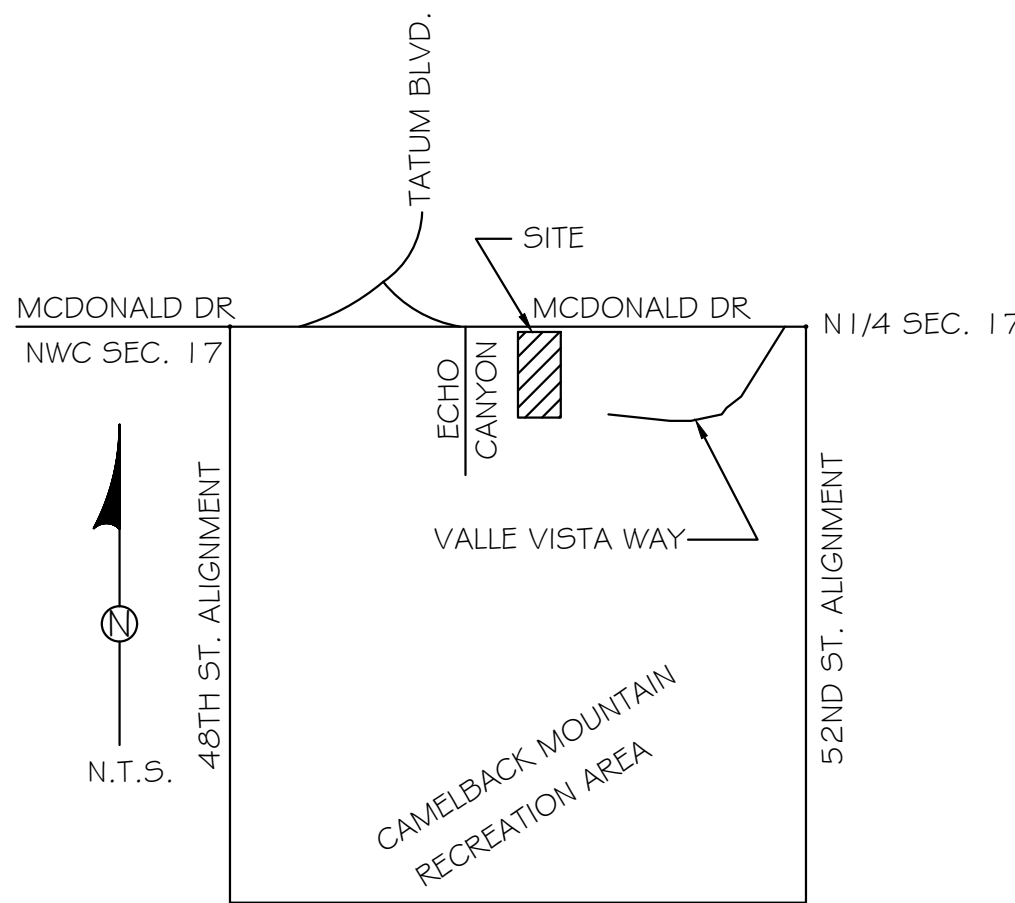 TATUM BLVD.
SITE
MCDONALD DR
MCDONALD DR
N1/4 SEC. 17
NWC SEC. 17
ECHO
CANYON
48TH ST. ALIGNMENT
VALLE VISTA WAY
52ND ST. ALIGNMENT
N
N.T.S.
CAMELBACK MOUNTAIN
RECREATION AREA